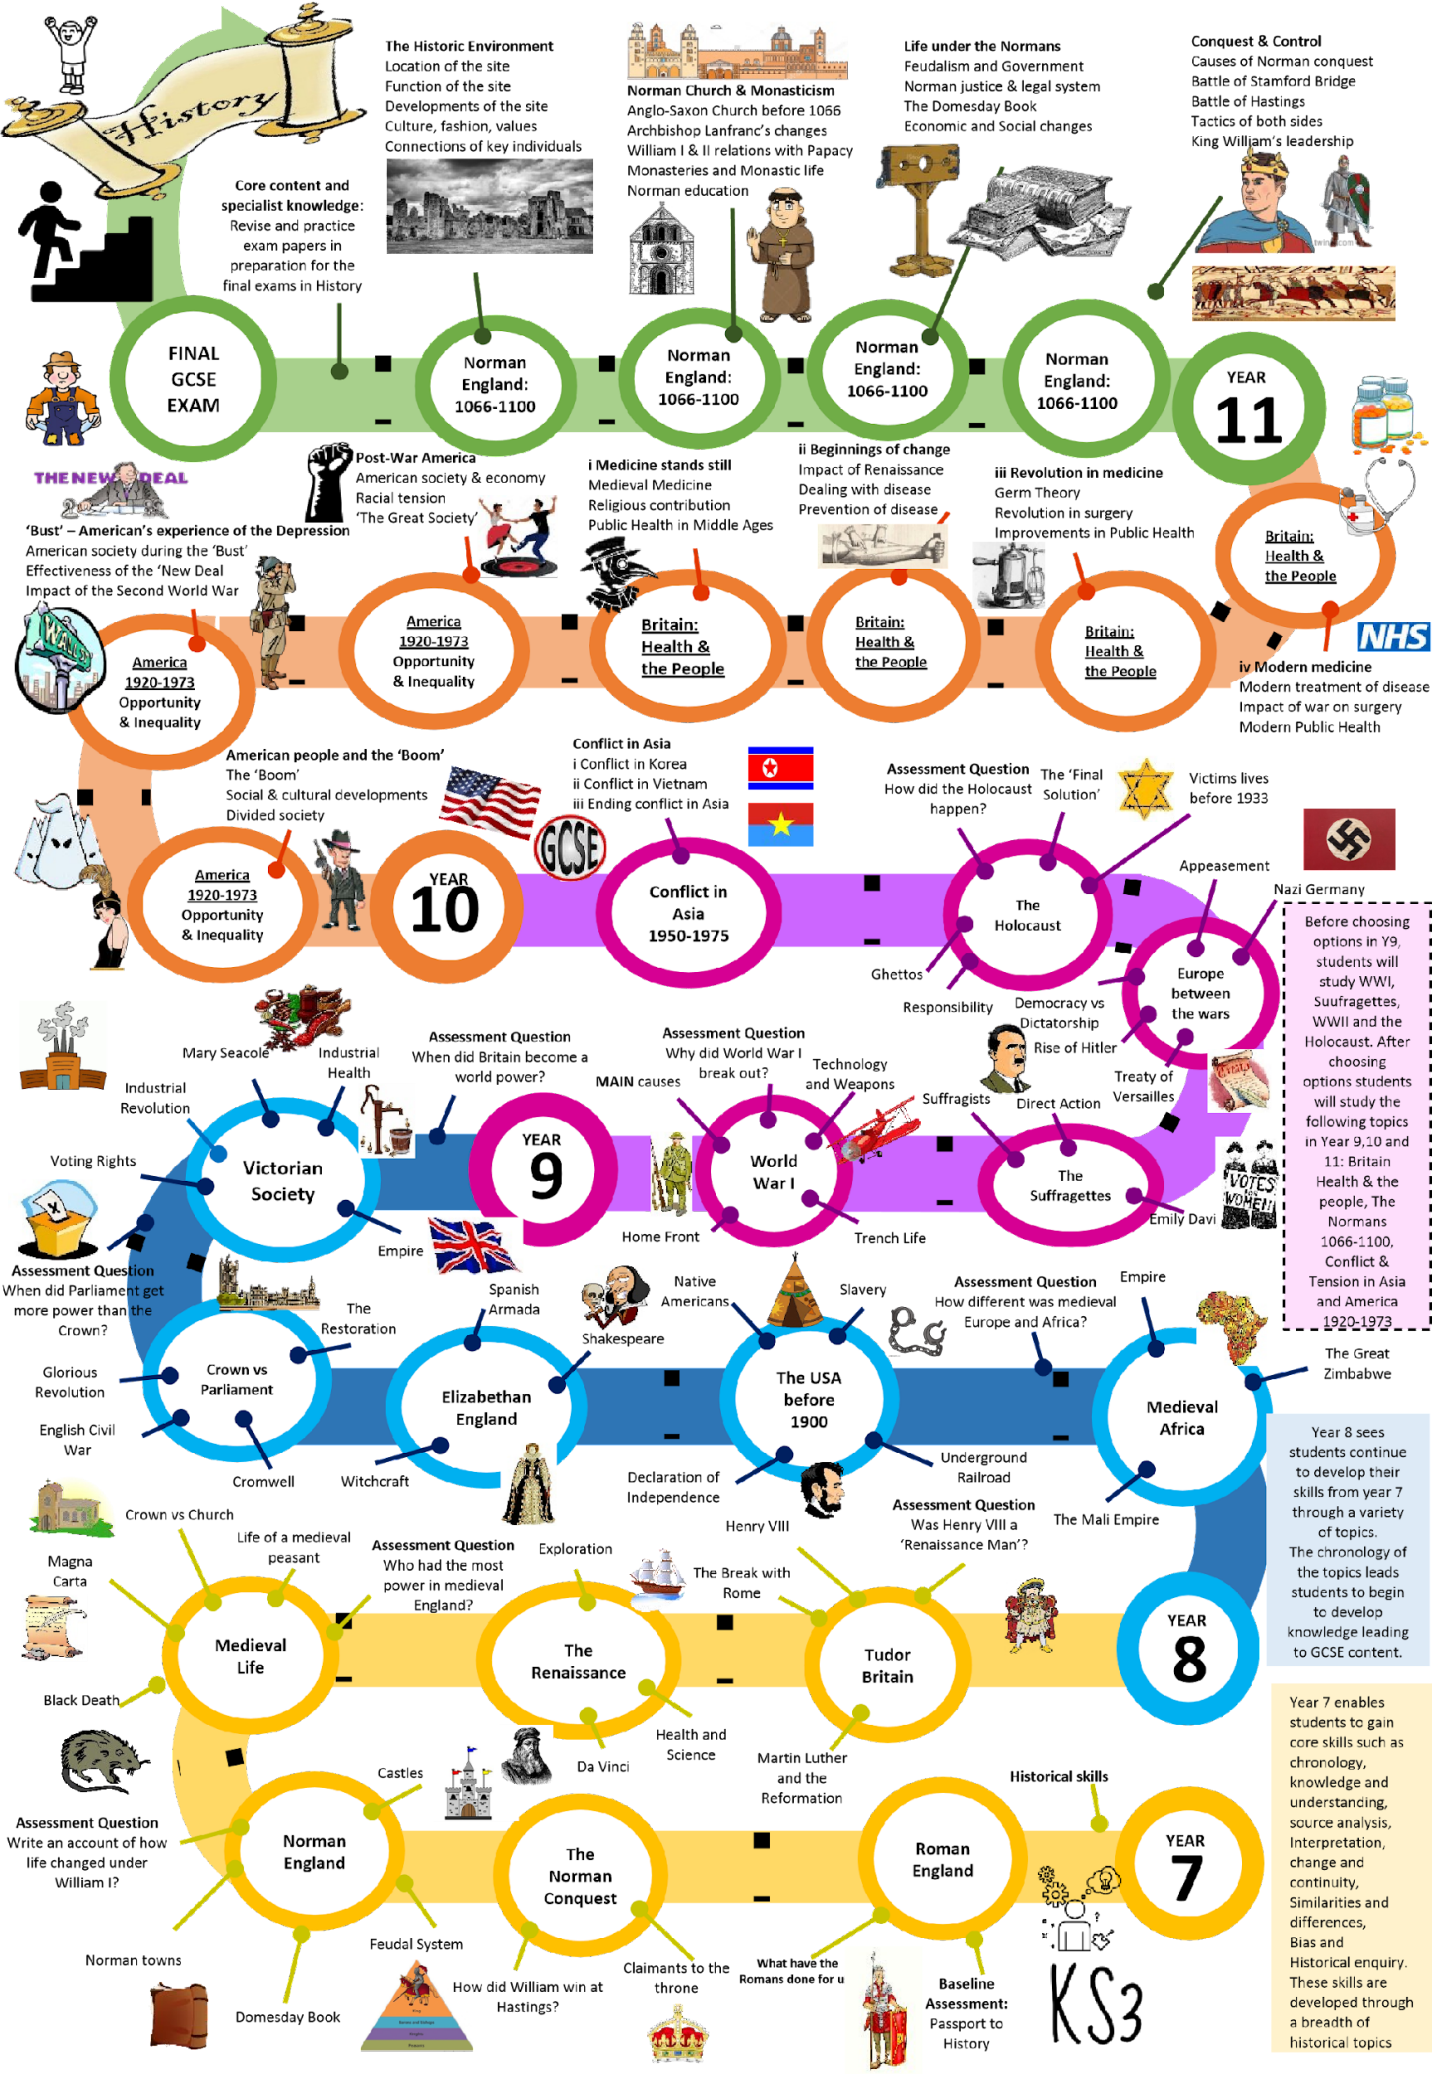 History
The Historic Environment
Location of the site
Function of the site
Developments of the site
Culture, fashion, values
Connections of key individuals
Norman Church & Monasticism
Anglo-Saxon Church before 1066
Archbishop Lanfranc's changes
William I & II relations with Papacy
Monasteries and Monastic life
Norman education
Life under the Normans
Feudalism and Government
Norman justice & legal system
The Domesday Book
Economic and Social changes
Conquest & Control
Causes of Norman conquest
Battle of Stamford Bridge
Battle of Hastings
Tactics of both sides
King William's leadership
Core content and
specialist knowledge:
Revise and practice
exam papers in
preparation for the
final exams in History
FINAL
GCSE
EXAM
Norman
England:
1066-1100
Norman
England:
1066-1100
Norman
England:
1066-1100
Norman
England:
1066-1100
YEAR
11
THE NEW DEAL
'Bust' – American's experience of the Depression
American society during the 'Bust'
Effectiveness of the 'New Deal
Impact of the Second World War
Post-War America
American society & economy
Racial tension
'The Great Society'
i Medicine stands still
Medieval Medicine
Religious contribution
Public Health in Middle Ages
ii Beginnings of change
Impact of Renaissance
Dealing with disease
Prevention of disease
iii Revolution in medicine
Germ Theory
Revolution in surgery
Improvements in Public Health
Britain:
Health &
the People
NHS
iv Modern medicine
Modern treatment of disease
Impact of war on surgery
Modern Public Health
WALL ST
America
1920-1973
Opportunity
& Inequality
America
1920-1973
Opportunity
& Inequality
Britain:
Health &
the People
Britain:
Health &
the People
Britain:
Health &
the People
American people and the 'Boom'
The 'Boom'
Social & cultural developments
Divided society
America
1920-1973
Opportunity
& Inequality
YEAR
10
GCSE
Conflict in Asia
i Conflict in Korea
ii Conflict in Vietnam
iii Ending conflict in Asia
Conflict in
Asia
1950-1975
Assessment Question
How did the Holocaust
happen?
The 'Final
Solution'
Victims lives
before 1933
The
Holocaust
Ghettos
Responsibility
Appeasement
Nazi Germany
Europe
between
the wars
Democracy vs
Dictatorship
Rise of Hitler
Treaty of
Versailles
Before choosing
options in Y9,
students will
study WWI,
Suufragettes,
WWII and the
Holocaust. After
choosing
options students
will study the
following topics
in Year 9,10 and
11: Britain
Health & the
people, The
Normans
1066-1100,
Conflict &
Tension in Asia
and America
1920-1973
Mary Seacole
Industrial
Health
Industrial
Revolution
Voting Rights
Victorian
Society
Empire
Assessment Question
When did Britain become a
world power?
YEAR
9
Assessment Question
Why did World War I
break out?
MAIN causes
Technology
and Weapons
World
War I
Home Front
Trench Life
Suffragists
Direct Action
The
Suffragettes
Emily Davi
VOTES
FOR
WOMEN
X
Assessment Question
When did Parliament get
more power than the
Crown?
The
Restoration
Glorious
Revolution
English Civil
War
Cromwell
Crown vs
Parliament
Spanish
Armada
Shakespeare
Elizabethan
England
Witchcraft
Native
Americans
Slavery
The USA
before
1900
Declaration of
Independence
Underground
Railroad
Assessment Question
How different was medieval
Europe and Africa?
Empire
Medieval
Africa
The Great
Zimbabwe
The Mali Empire
Year 8 sees
students continue
to develop their
skills from year 7
through a variety
of topics.
The chronology of
the topics leads
students to begin
to develop
knowledge leading
to GCSE content.
Crown vs Church
Life of a medieval
peasant
Magna
Carta
Black Death
Medieval
Life
Assessment Question
Who had the most
power in medieval
England?
Exploration
The
Renaissance
Da Vinci
Health and
Science
Henry VIII
The Break with
Rome
Assessment Question
Was Henry VIII a
'Renaissance Man'?
Tudor
Britain
Martin Luther
and the
Reformation
YEAR
8
Year 7 enables
students to gain
core skills such as
chronology,
knowledge and
understanding,
source analysis,
Interpretation,
change and
continuity,
Similarities and
differences,
Bias and
Historical enquiry.
These skills are
developed through
a breadth of
historical topics
Assessment Question
Write an account of how
life changed under
William I?
Castles
Norman
England
Norman towns
Domesday Book
Feudal System
The
Norman
Conquest
How did William win at
Hastings?
Claimants to the
throne
Roman
England
What have the
Romans done for u
Baseline
Assessment:
Passport to
History
Historical skills
YEAR
7
KS3